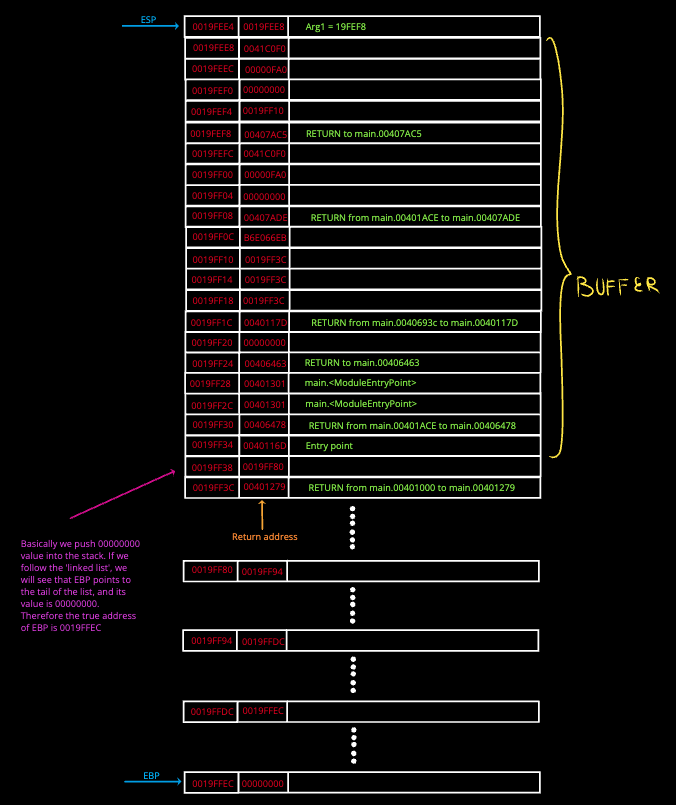 ESP
0019FEE4 0019FEE8 Arg1 = 19FEF8
0019FEE8 0041C0F0
0019FEEC 00000FA0
0019FEF0 00000000
0019FEF4 0019FF10
0019FEF8 00407AC5 RETURN to main.00407AC5
0019FEFC 0041C0F0
0019FF00 00000FA0
0019FF04 00000000
0019FF08 00407ADE RETURN from main.00401ACE to main.00407ADE
0019FF0C B6E066EB
0019FF10 0019FF3C
0019FF14 0019FF3C
0019FF18 0019FF3C
0019FF1C 0040117D RETURN from main.0040693c to main.0040117D
0019FF20 00000000
0019FF24 00406463 RETURN to main.00406463
0019FF28 00401301 main.<ModuleEntryPoint>
0019FF2C 00401301 main.<ModuleEntryPoint>
0019FF30 00406478 RETURN from main.00401ACE to main.00406478
0019FF34 0040116D Entry point
0019FF38 0019FF80
0019FF3C 00401279 RETURN from main.00401000 to main.00401279
BUFFER
Return address
Basically we push 00000000
value into the stack. If we
follow the 'linked list', we
will see that EBP points to
the tail of the list, and its
value is 00000000.
Therefore the true address
of EBP is 0019FFEC
0019FF80 0019FF94
0019FF94 0019FFDC
0019FFDC 0019FFEC
EBP
0019FFEC 00000000